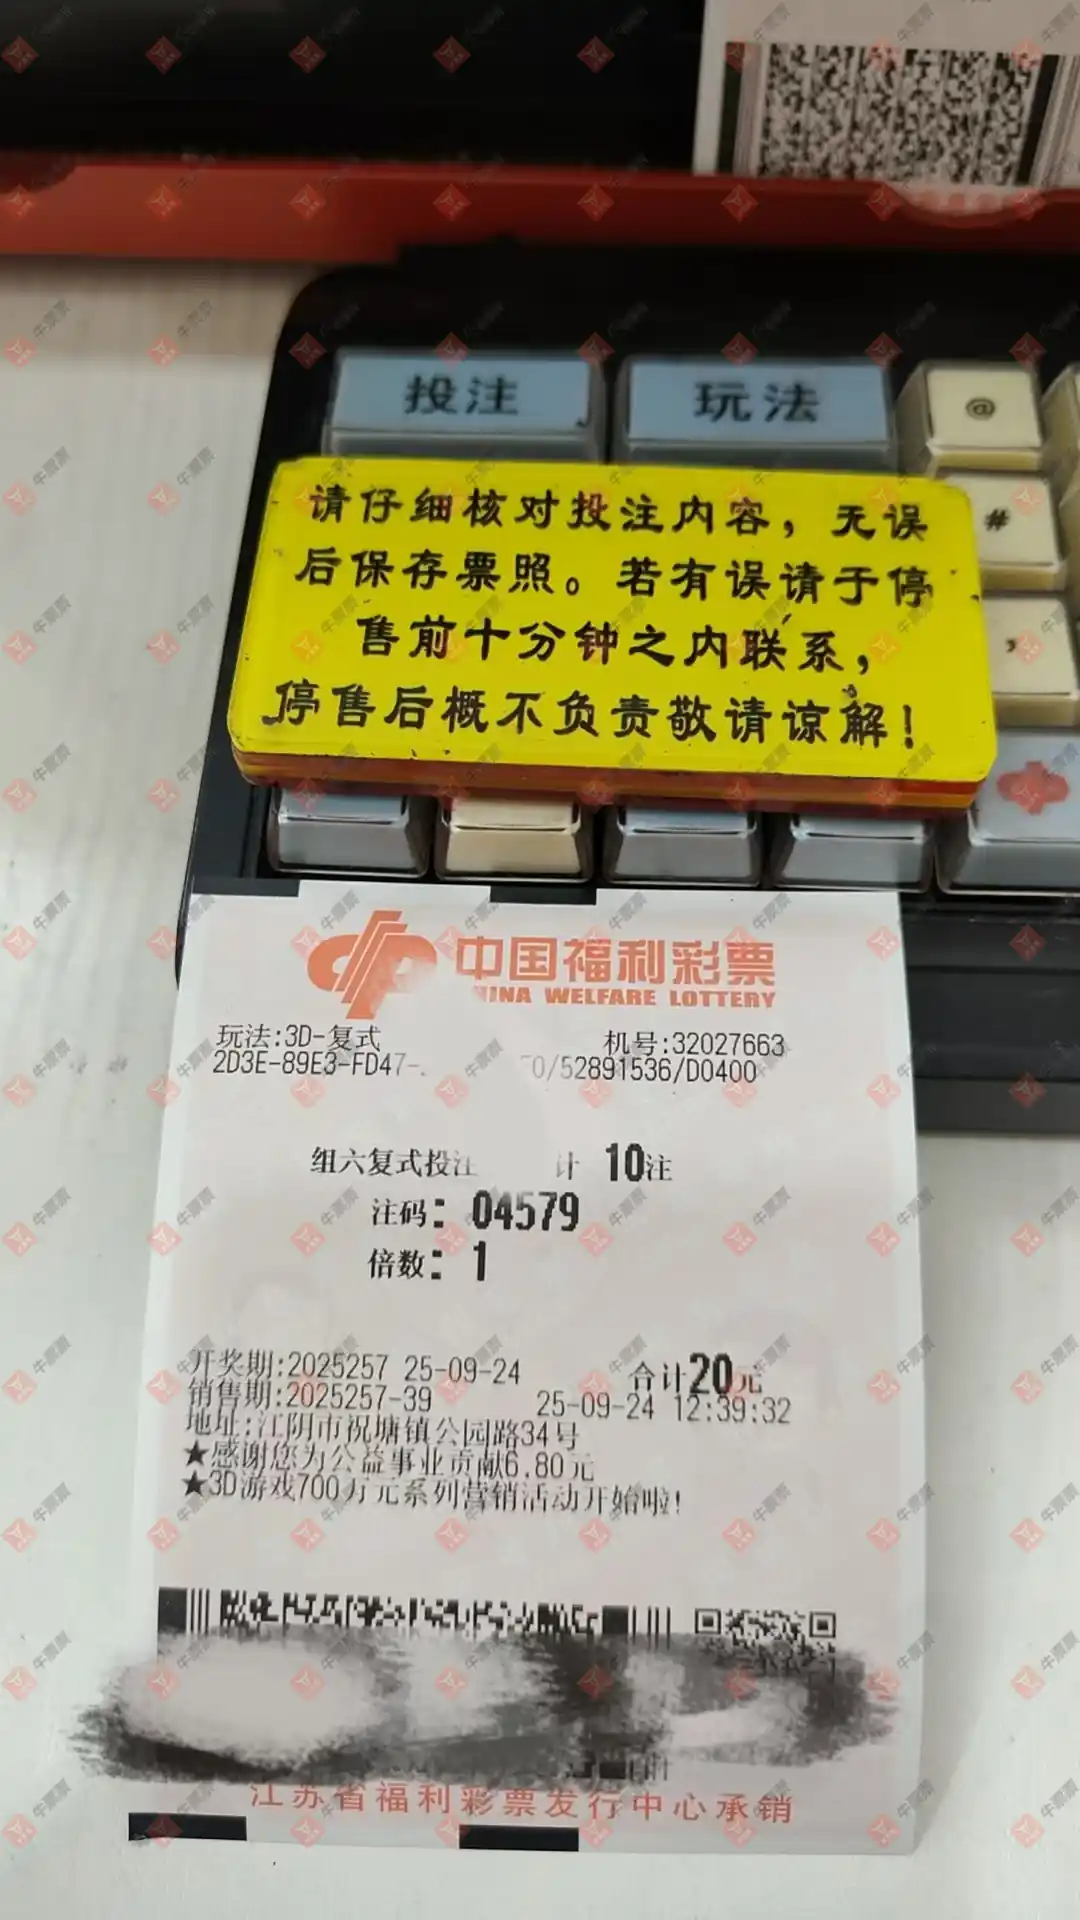 投注
玩法
@
#
,
请仔细核对投注内容，无误
后保存票照。若有误请于停
售前十分钟之内联系，
停售后概不负责敬请谅解！
中国福利彩票
INA WELFARE LOTTERY
玩法:3D-复式
机号:32027663
2D3E-89E3-FD47-
0/52891536/D0400
组六复式投注 计 10注
注码：04579
倍数：1
开奖期:2025257 25-09-24 合计20元
销售期:2025257-39 25-09-24 12:39:32
地址:江阴市祝塘镇公园路34号
★感谢您为公益事业贡献6.80元
★3D游戏700万元系列营销活动开始啦!
江苏省福利彩票发行中心承销
牛票票